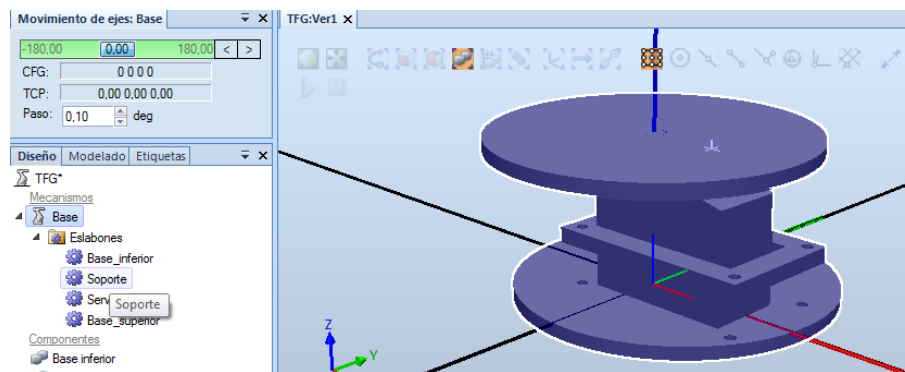 Movimiento de ejes: Base
-180,00 0,00 180,00 < >
CFG: 0 0 0 0
TCP: 0,00 0,00 0,00
Paso: 0,10 deg
Diseño Modelado Etiquetas
TFG*
Mecanismos
Base
Eslabones
Base_inferior
Soporte
Serv
Soporte
Base_superior
Componentes
Base inferior
TFG:Ver1
Z
Y